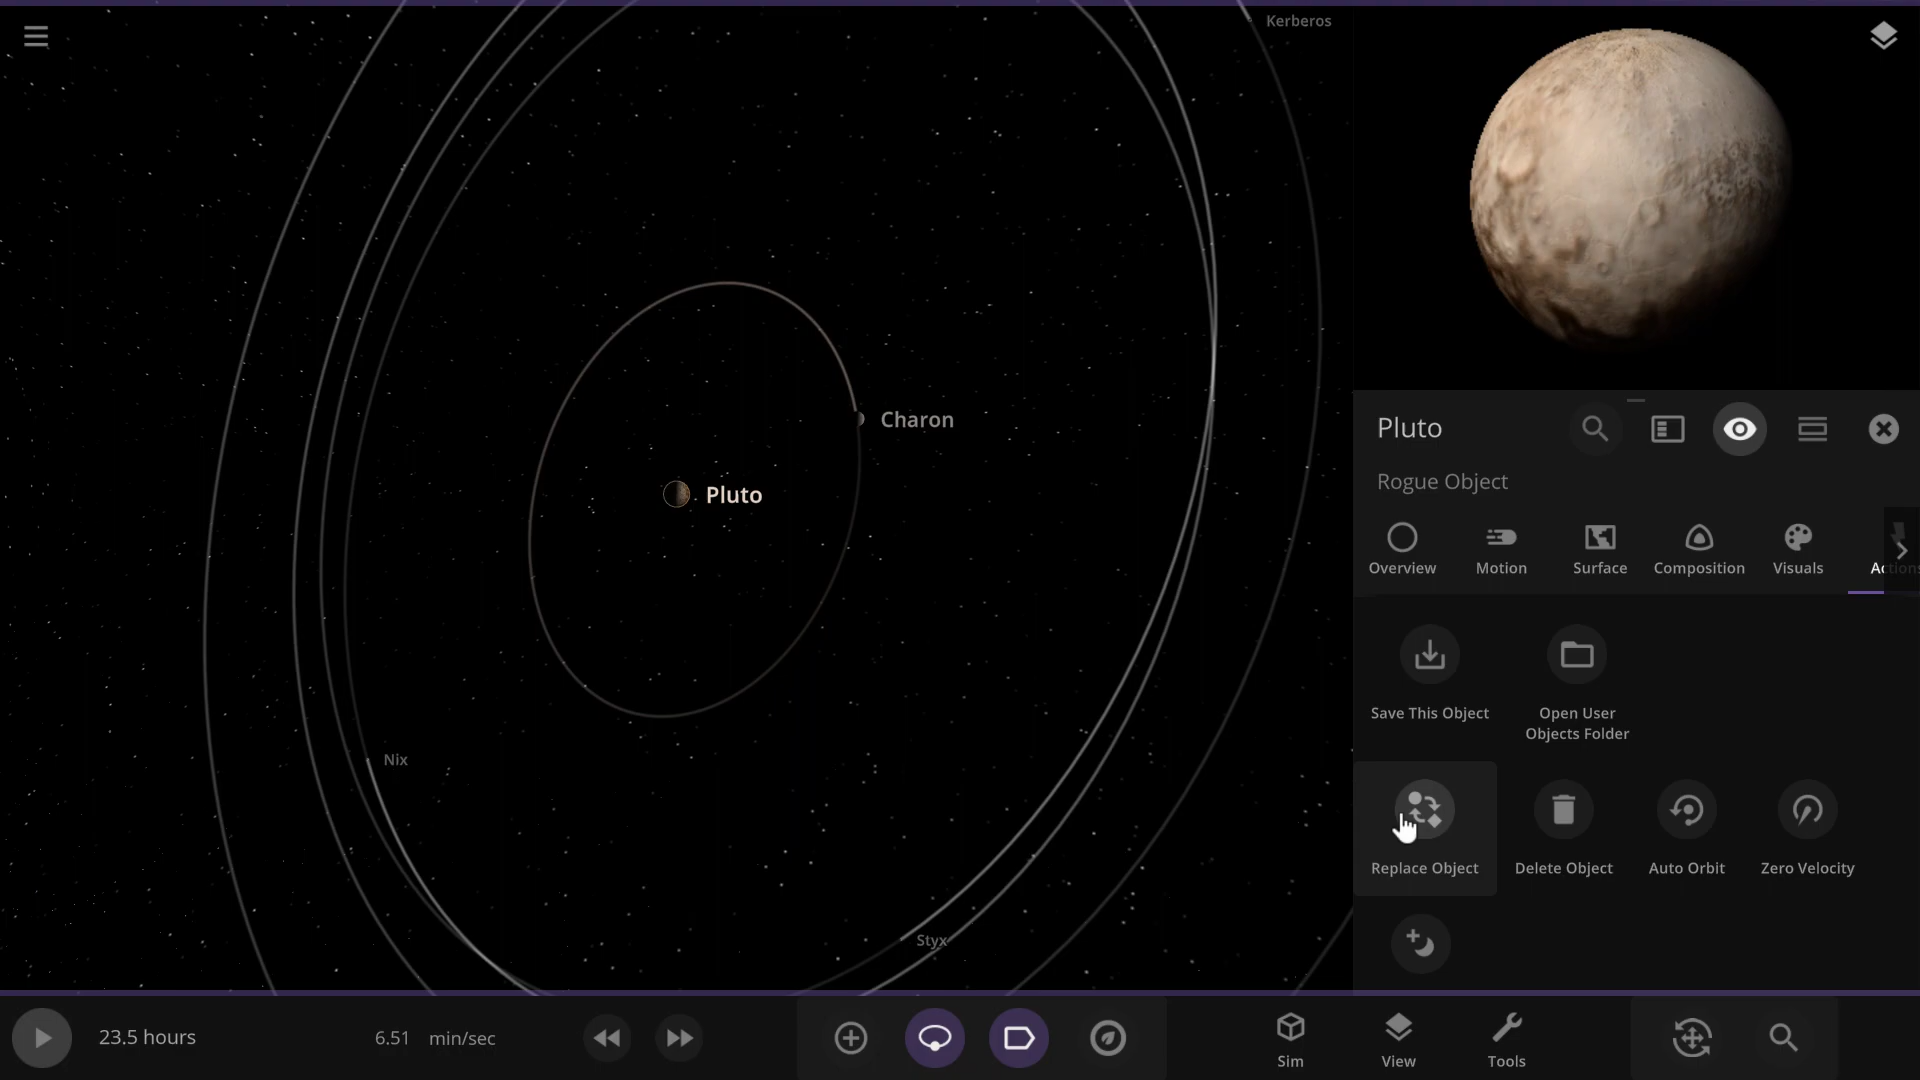 Kerberos
Charon
Pluto
Nix
Styx
Pluto
Rogue Object
Overview
Motion
Surface
Composition
Visuals
Actions
Save This Object
Open User
Objects Folder
Replace Object
Delete Object
Auto Orbit
Zero Velocity
23.5 hours
6.51 min/sec
Sim
View
Tools